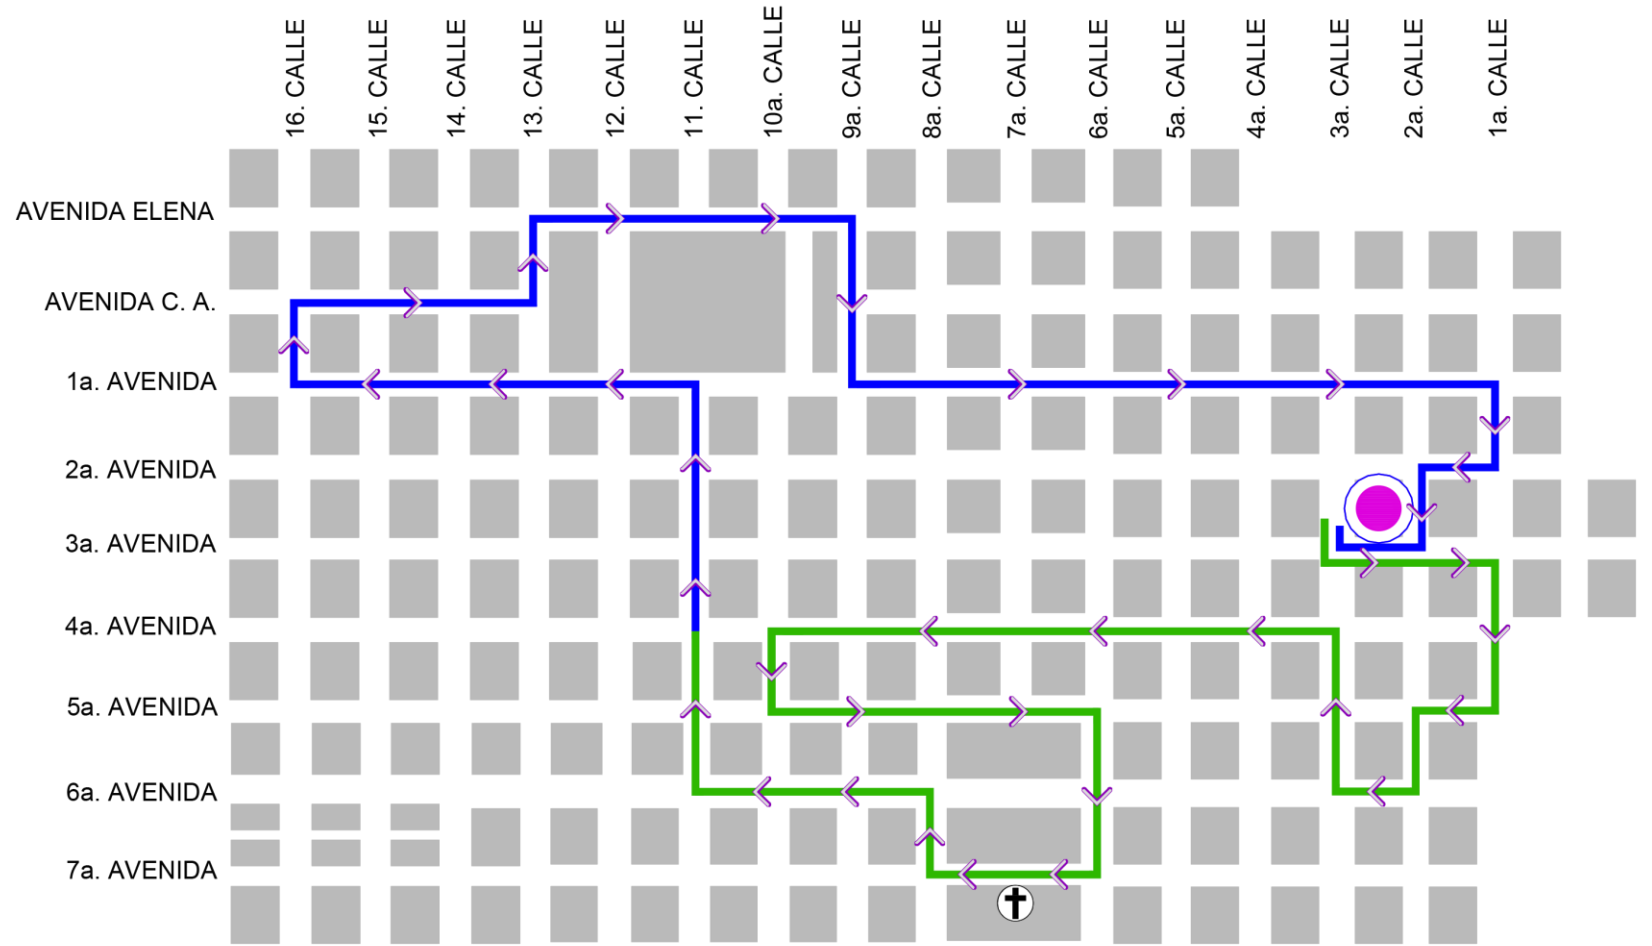 16. CALLE
15. CALLE
14. CALLE
13. CALLE
12. CALLE
11. CALLE
10a. CALLE
9a. CALLE
8a. CALLE
7a. CALLE
6a. CALLE
5a. CALLE
4a. CALLE
3a. CALLE
2a. CALLE
1a. CALLE
AVENIDA ELENA
AVENIDA C. A.
1a. AVENIDA
2a. AVENIDA
3a. AVENIDA
4a. AVENIDA
5a. AVENIDA
6a. AVENIDA
7a. AVENIDA